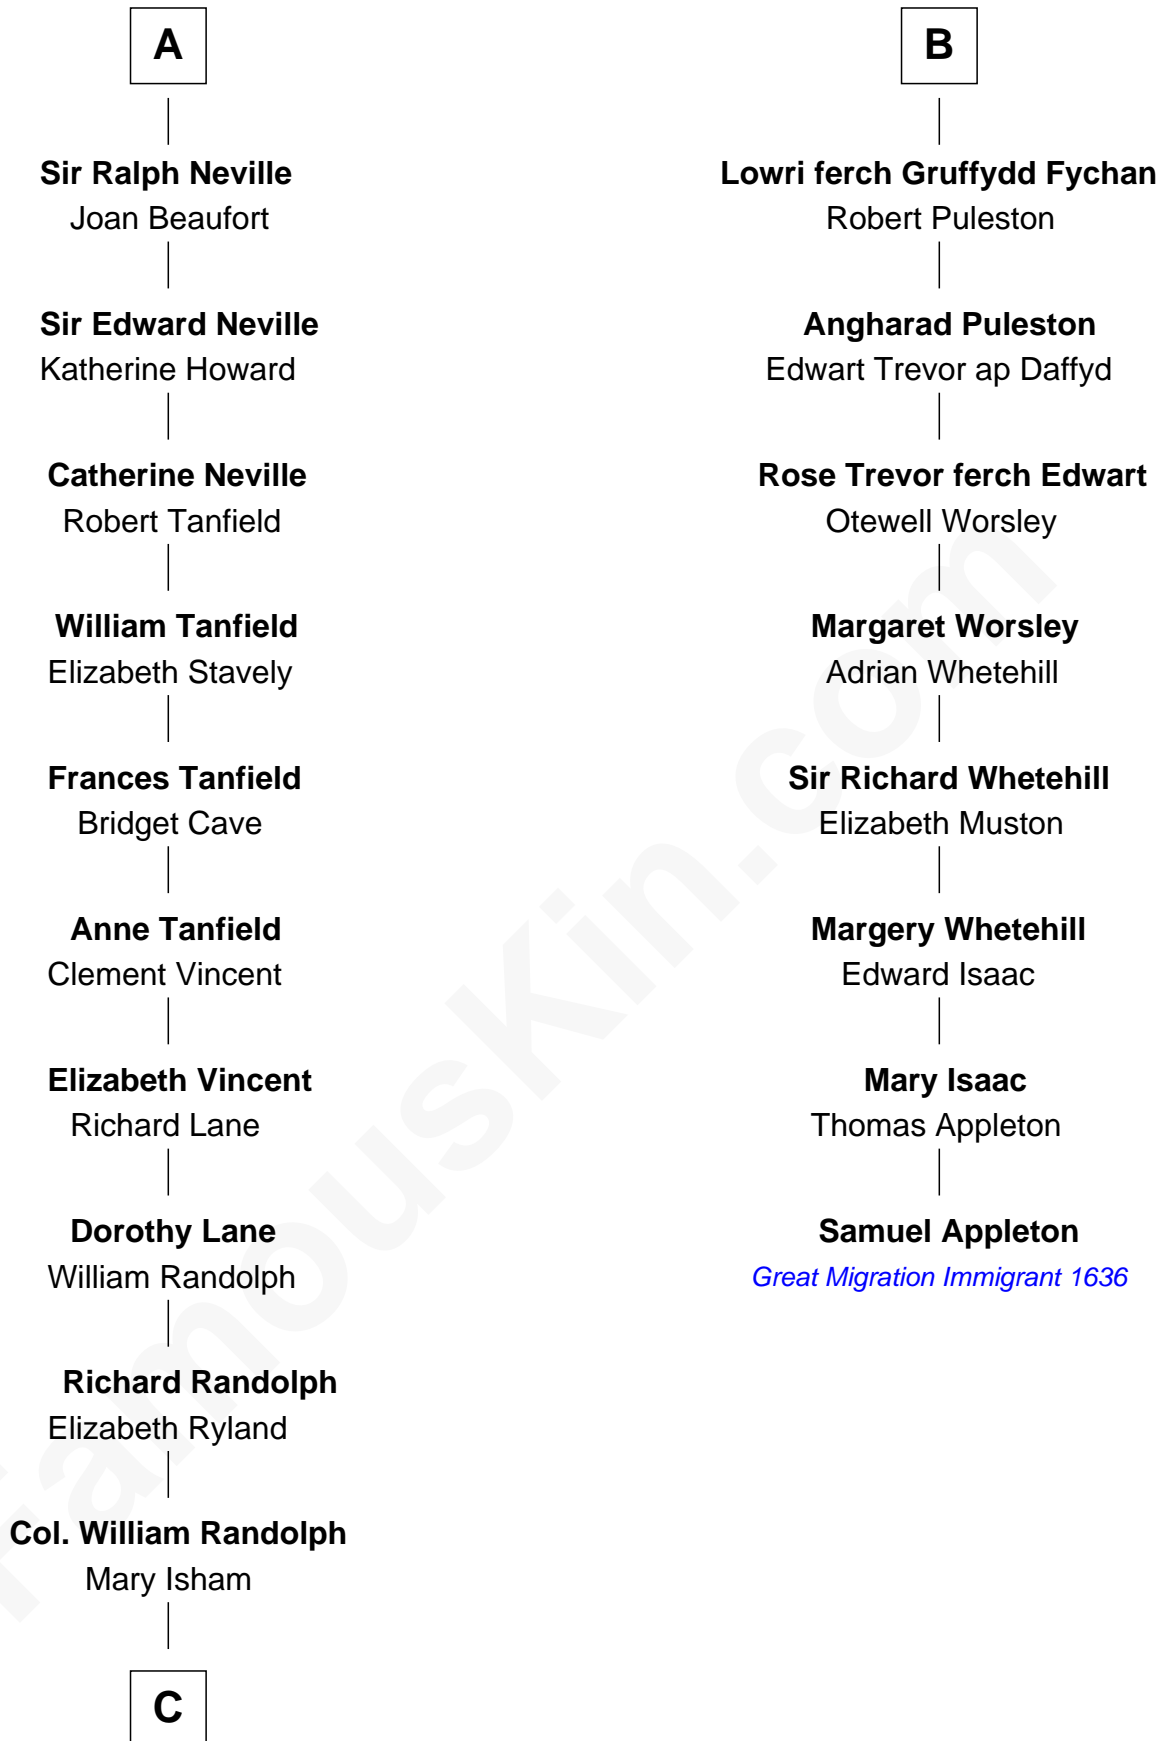 A
Sir Ralph Neville
Joan Beaufort
Sir Edward Neville
Katherine Howard
Catherine Neville
Robert Tanfield
William Tanfield
Elizabeth Stavely
Frances Tanfield
Bridget Cave
Anne Tanfield
Clement Vincent
Elizabeth Vincent
Richard Lane
Dorothy Lane
William Randolph
Richard Randolph
Elizabeth Ryland
Col. William Randolph
Mary Isham
C
B
Lowri ferch Gruffydd Fychan
Robert Puleston
Angharad Puleston
Edwart Trevor ap Daffyd
Rose Trevor ferch Edwart
Otewell Worsley
Margaret Worsley
Adrian Whetehill
Sir Richard Whetehill
Elizabeth Muston
Margery Whetehill
Edward Isaac
Mary Isaac
Thomas Appleton
Samuel Appleton
Great Migration Immigrant 1636
FamousKin.com